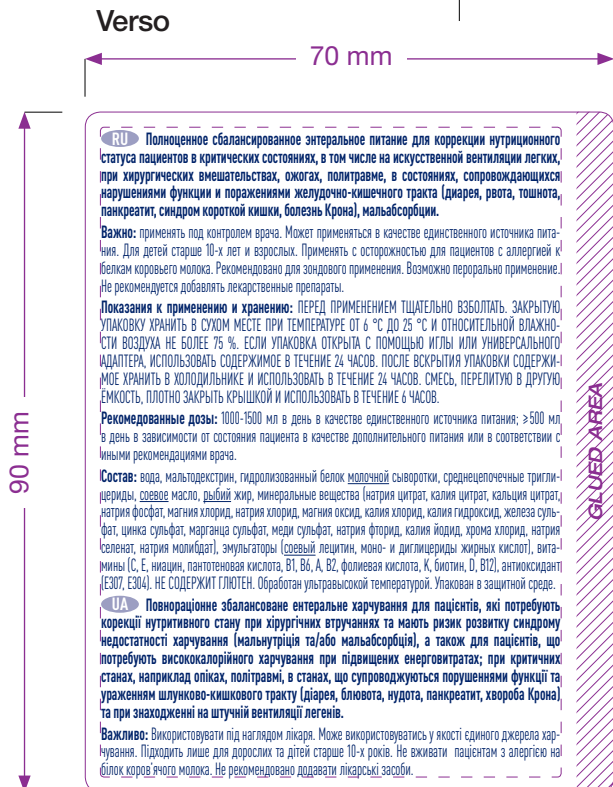 Verso
70 mm
90 mm
RU Полноценное сбалансированное энтеральное питание для коррекции нутриционного
статуса пациентов в критических состояниях, в том числе на искусственной вентиляции легких,
при хирургических вмешательствах, ожогах, политравме, в состояниях, сопровождающихся
нарушениями функции и поражениями желудочно-кишечного тракта (диарея, рвота, тошнота,
панкреатит, синдром короткой кишки, болезнь Крона), мальабсорбции.
Важно: применять под контролем врача. Может применяться в качестве единственного источника пита-
ния. Для детей старше 10-х лет и взрослых. Применять с осторожностью для пациентов с аллергией к
белкам коровьего молока. Рекомендовано для зондового применения. Возможно перорально применение.
Не рекомендуется добавлять лекарственные препараты.
Показания к применению и хранению: ПЕРЕД ПРИМЕНЕНИЕМ ТЩАТЕЛЬНО ВЗБОЛТАТЬ. ЗАКРЫТУЮ
УПАКОВКУ ХРАНИТЬ В СУХОМ МЕСТЕ ПРИ ТЕМПЕРАТУРЕ ОТ 6 °C ДО 25 °C И ОТНОСИТЕЛЬНОЙ ВЛАЖНО-
СТИ ВОЗДУХА НЕ БОЛЕЕ 75 %. ЕСЛИ УПАКОВКА ОТКРЫТА С ПОМОЩЬЮ ИГЛЫ ИЛИ УНИВЕРСАЛЬНОГО
АДАПТЕРА, ИСПОЛЬЗОВАТЬ СОДЕРЖИМОЕ В ТЕЧЕНИЕ 24 ЧАСОВ. ПОСЛЕ ВСКРЫТИЯ УПАКОВКИ СОДЕРЖИ-
МОЕ ХРАНИТЬ В ХОЛОДИЛЬНИКЕ И ИСПОЛЬЗОВАТЬ В ТЕЧЕНИЕ 24 ЧАСОВ. СМЕСЬ, ПЕРЕЛИТУЮ В ДРУГУЮ
ЕМКОСТЬ, ПЛОТНО ЗАКРЫТЬ КРЫШКОЙ И ИСПОЛЬЗОВАТЬ В ТЕЧЕНИЕ 6 ЧАСОВ.
Рекомедованные дозы: 1000-1500 мл в день в качестве единственного источника питания; ≥500 мл
в день в зависимости от состояния пациента в качестве дополнительного питания или в соответствии с
иными рекомендациями врача.
Состав: вода, мальтодекстрин, гидролизованный белок молочной сыворотки, среднецепочечные тригли-
цериды, соевое масло, рыбий жир, минеральные вещества (натрия цитрат, калия цитрат, кальция цитрат,
натрия фосфат, магния хлорид, натрия хлорид, магния оксид, калия хлорид, калия гидроксид, железа суль-
фат, цинка сульфат, марганца сульфат, меди сульфат, натрия фторид, калия йодид, хрома хлорид, натрия
селенат, натрия молибдат), эмульгаторы (соевый лецитин, моно- и диглицериды жирных кислот), вита-
мины (C, E, ниацин, пантотеновая кислота, B1, B6, A, B2, фолиевая кислота, K, биотин, D, B12), антиоксидант
(E307, E304). НЕ СОДЕРЖИТ ГЛЮТЕН. Обработан ультравысокой температурой. Упакован в защитной среде.
UA Повнораціонне збалансоване ентеральне харчування для пацієнтів, які потребують
корекції нутритивного стану при хірургічних втручаннях та мають ризик розвитку синдрому
недостатності харчування (мальнутріція та/або мальабсорбція), а також для пацієнтів, що
потребують висококалорійного харчування при підвищених енерговитратах; при критичних
станах, наприклад опіках, політравмі, в станах, що супроводжуються порушеннями функції та
ураженням шлунково-кишкового тракту (діарея, блювота, нудота, панкреатит, хвороба Крона)
та при знаходженні на штучній вентиляції легенів.
Важливо: Використовувати під наглядом лікаря. Може використовуватись у якості єдиного джерела хар-
чування. Підходить лише для дорослих та дітей старше 10-х років. Не вживати пацієнтам з алергією на
білок коров'ячого молока. Не рекомендовано додавати лікарські засоби.
GLUED AREA